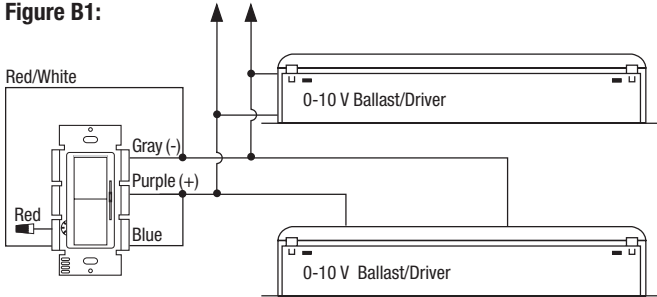 Figure B1:
Red/White
0-10 V Ballast/Driver
Gray (-)
Purple (+)
Red
Blue
0-10 V Ballast/Driver